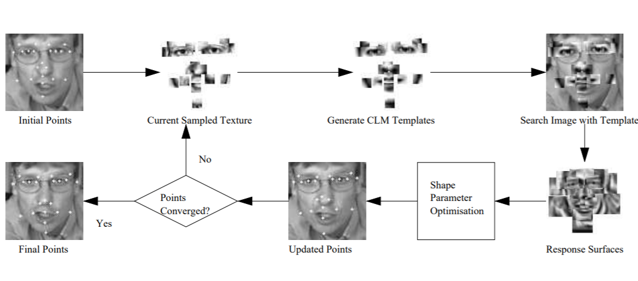 Initial Points
Current Sampled Texture
Generate CLM Templates
Search Image with Template
No
Points
Converged?
Yes
Shape
Parameter
Optimisation
Final Points
Updated Points
Response Surfaces